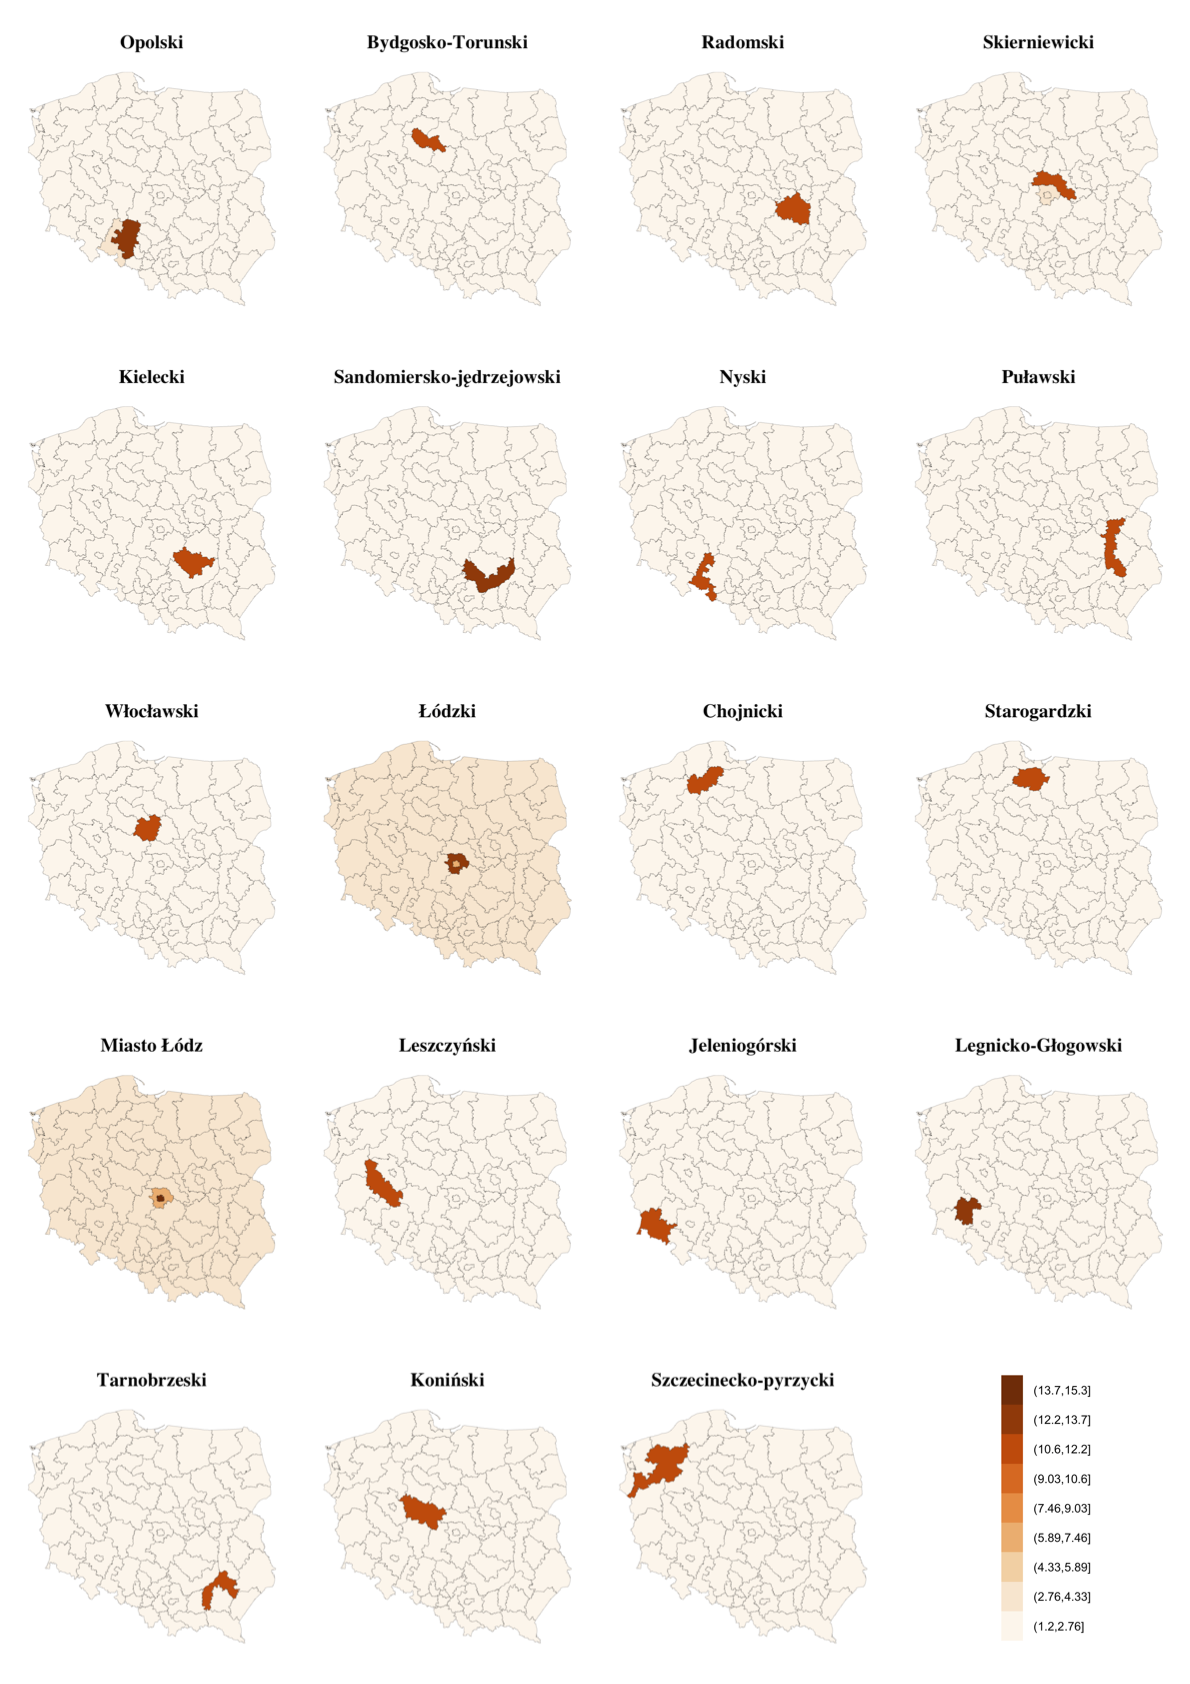 Opolski
Bydgosko-Torunski
Radomski
Skierniewicki
Kielecki
Sandomiersko-jędrzejowski
Nyski
Puławski
Włocławski
Łódzki
Chojnicki
Starogardzki
Miasto Łódz
Leszczyński
Jeleniogórski
Legnicko-Głogowski
Tarnobrzeski
Koniński
Szczecinecko-pyrzycki
(13.7,15.3]
(12.2,13.7]
(10.6,12.2]
(9.03,10.6]
(7.46,9.03]
(5.89,7.46]
(4.33,5.89]
(2.76,4.33]
(1.2,2.76]